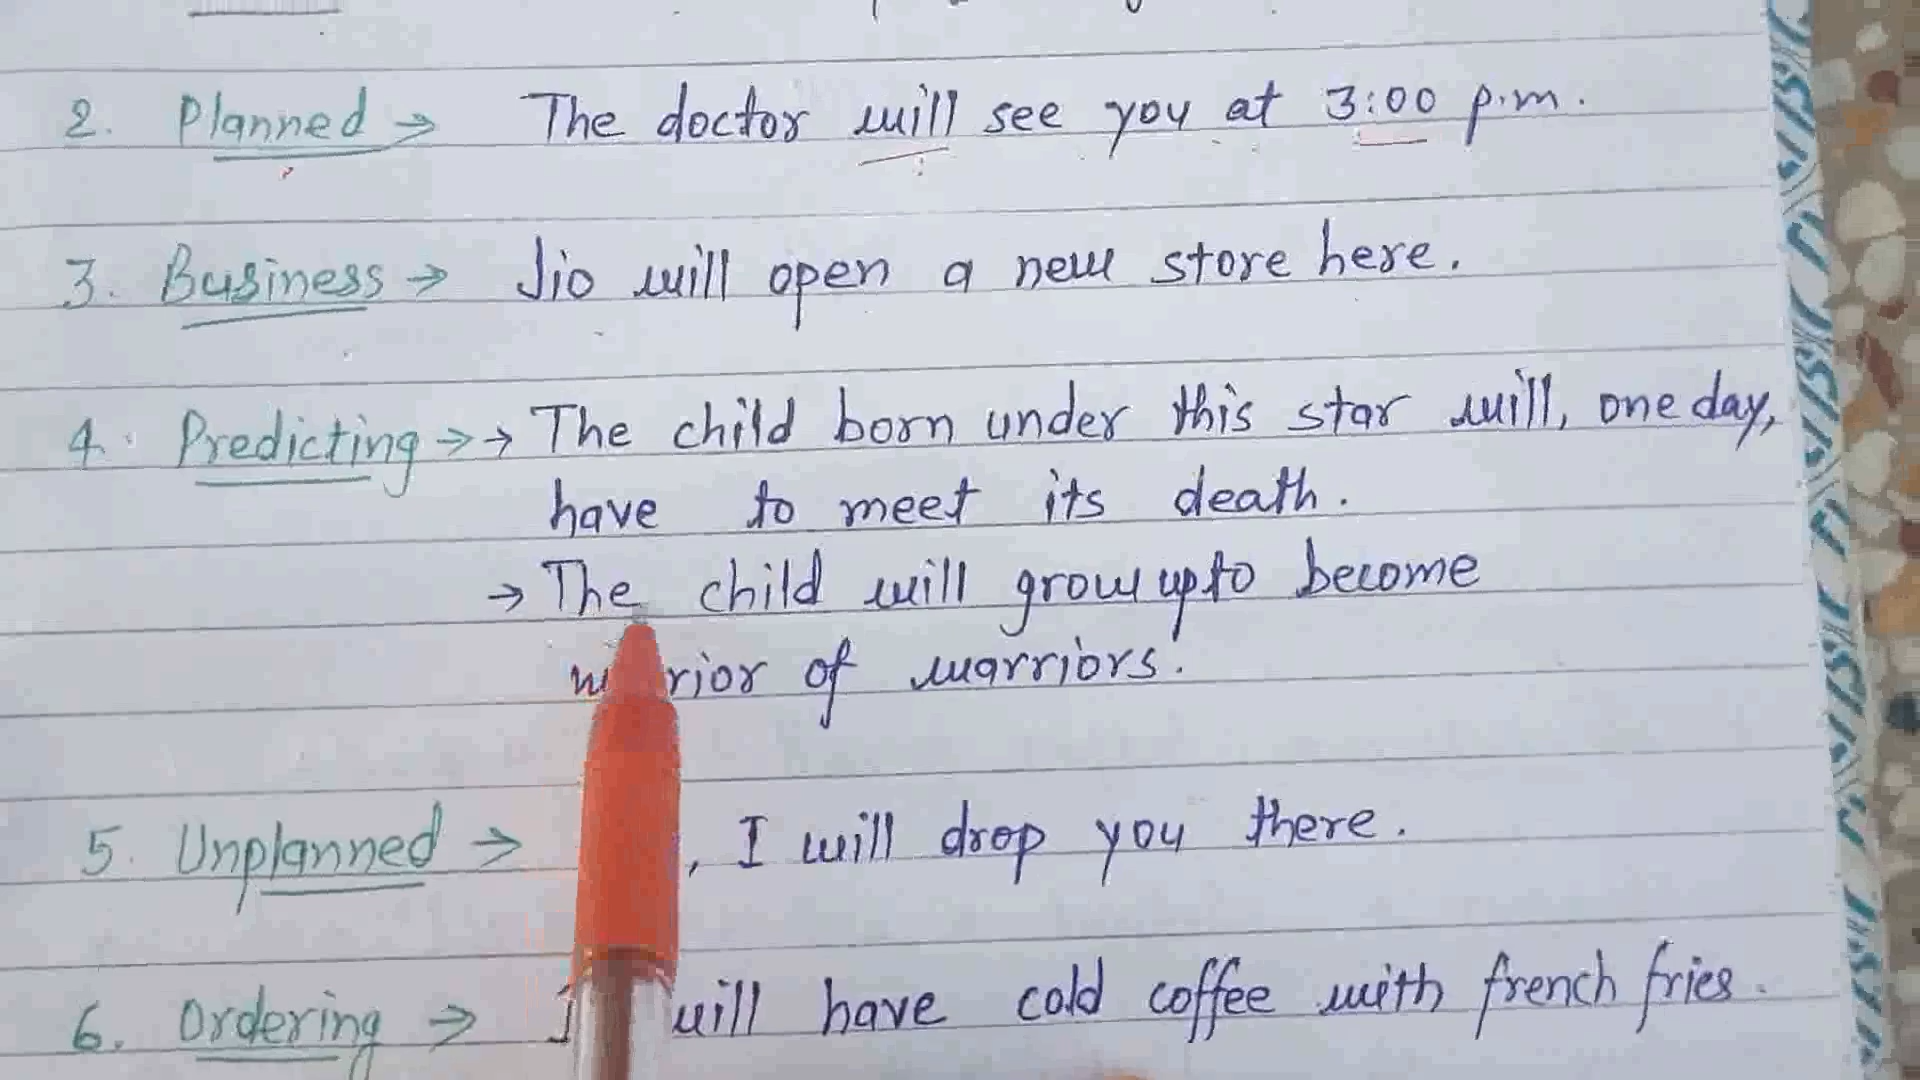 2. Planned → The doctor will see you at 3:00 p.m.
3. Business → Jio will open a new store here.
4. Predicting → → The child born under this star will, one day,
have to meet its death.
→ The child will grow up to become
of warriors.
5. Unplanned → , I will drop you there.
6. Ordering → will have cold coffee with french fries.